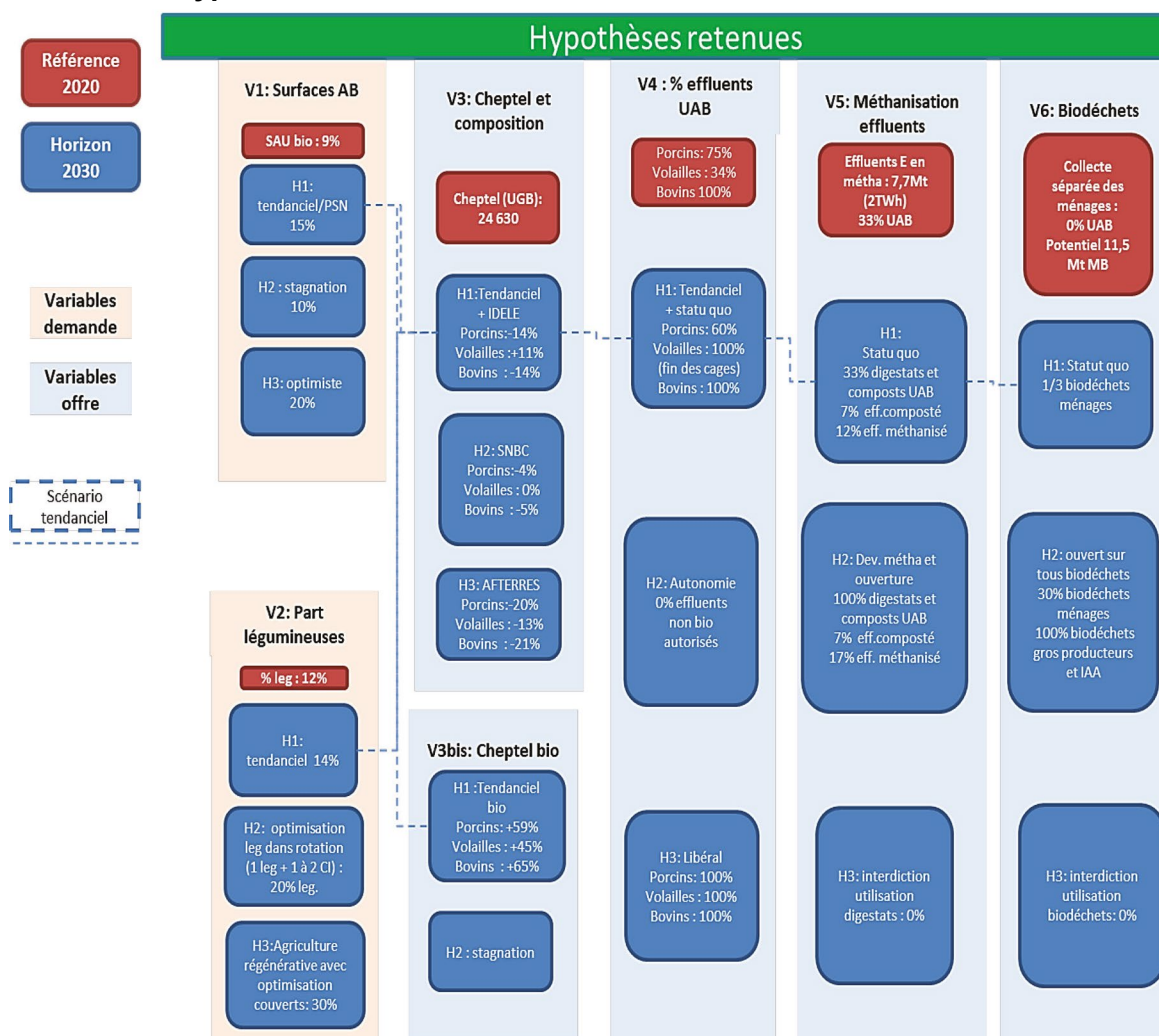 Hypothèses retenues
Référence
2020
Horizon
2030
Variables
demande
Variables
offre
Scénario
tendanciel
V1: Surfaces AB
SAU bio : 9%
H1:
tendanciel/PSN
15%
H2 : stagnation
10%
H3: optimiste
20%
V2: Part
légumineuses
% leg : 12%
H1:
tendanciel 14%
H2: optimisation
leg dans rotation
(1 leg + 1 à 2 CI) :
20% leg.
H3:Agriculture
régénérative avec
optimisation
couverts: 30%
V3: Cheptel et
composition
Cheptel (UGB):
24 630
H1:Tendanciel
+ IDELE
Porcins:-14%
Volailles:+11%
Bovins : -14%
H2: SNBC
Porcins:-4%
Volailles : 0%
Bovins : -5%
H3: AFTERRES
Porcins:-20%
Volailles:-13%
Bovins : -21%
V3bis: Cheptel bio
H1 :Tendanciel
bio
Porcins: +59%
Volailles: +45%
Bovins : +65%
H2 : stagnation
V4 : % effluents
UAB
Porcins: 75%
Volailles : 34%
Bovins 100%
H1: Tendanciel
+ statu quo
Porcins: 60%
Volailles : 100%
(fin des cages)
Bovins : 100%
H2: Autonomie
0% effluents
non bio
autorisés
H3: Libéral
Porcins: 100%
Volailles : 100%
Bovins : 100%
V5: Méthanisation
effluents
Effluents E en
métha : 7,7Mt
(2TWh)
33% UAB
H1:
Statu quo
33% digestats et
composts UAB
7% eff.composté
12% eff. méthanisé
H2: Dev. métha et
ouverture
100% digestats et
composts UAB
7% eff.composté
17% eff. méthanisé
H3: interdiction
utilisation
digestats : 0%
V6: Biodéchets
Collecte
séparée des
ménages :
0% UAB
Potentiel 11,5
Mt MB
H1: Statut quo
1/3 biodéchets
ménages
H2: ouvert sur
tous biodéchets
30% biodéchets
ménages
100% biodéchets
gros producteurs
et IAA
H3: interdiction
utilisation
biodéchets: 0%